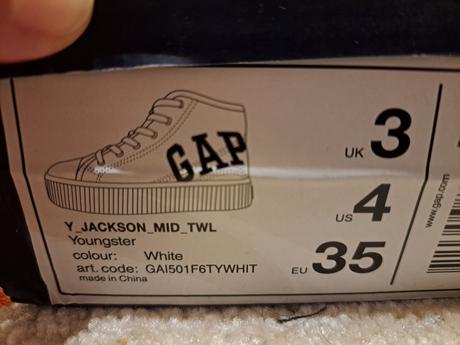 GAP
UK 3
US 4
EU 35
Y_JACKSON_MID_TWL
Youngster
colour: White
art. code: GAI501F6TYWHIT
made in China
www.gap.com